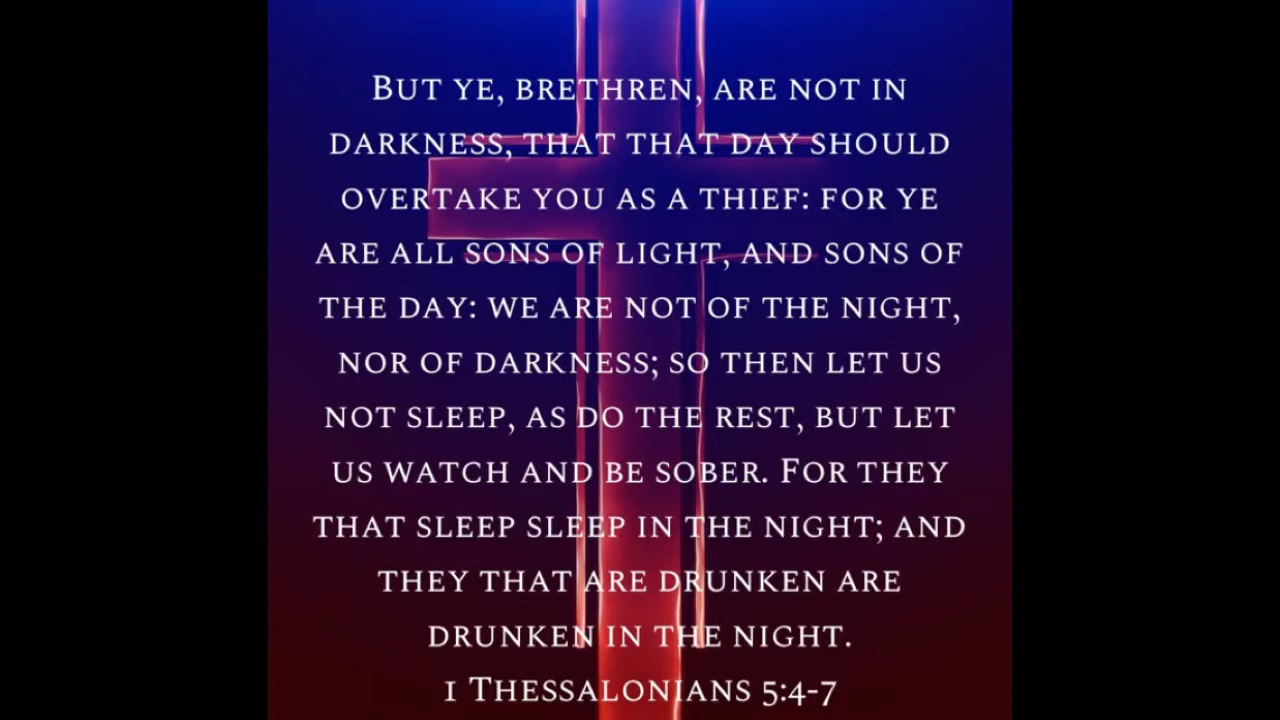 But ye, brethren, are not in
darkness, that that day should
overtake you as a thief: for ye
are all sons of light, and sons of
the day: we are not of the night,
nor of darkness; so then let us
not sleep, as do the rest, but let
us watch and be sober. For they
that sleep sleep in the night; and
they that are drunken are
drunken in the night.
1 Thessalonians 5:4-7